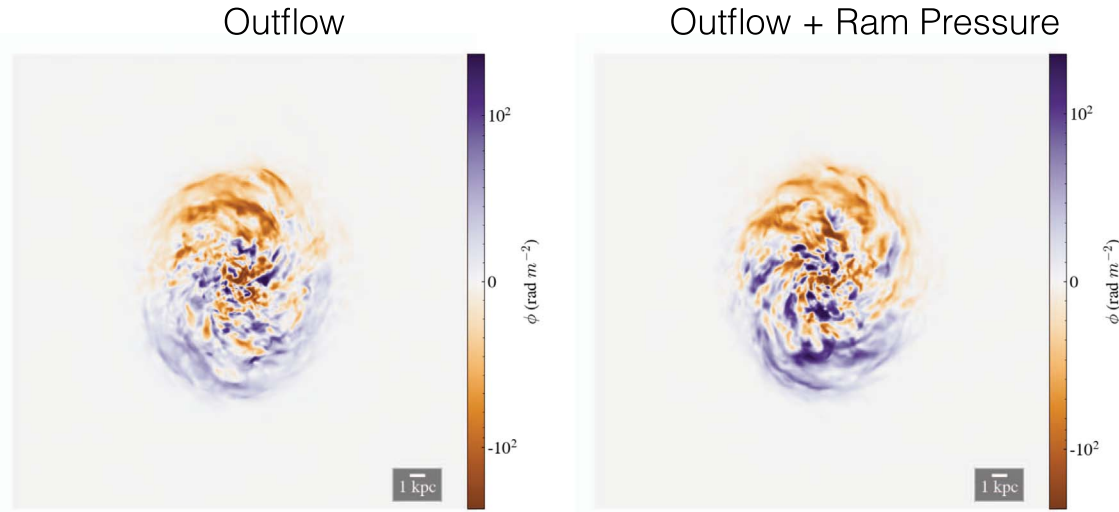 Outflow
Outflow + Ram Pressure
10²
0
-10²
ϕ (rad m⁻²)
1 kpc
10²
0
-10²
ϕ (rad m⁻²)
1 kpc